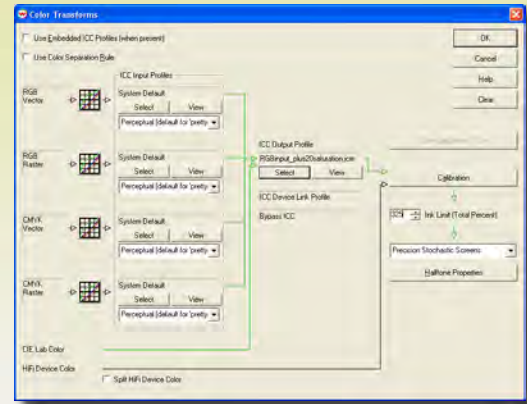 Color Transforms
Use Embedded ICC Profiles (when present)
Use Color Separation Rule
ICC Input Profiles
RGB
Vector
System Default
Select
View
Perceptual (default for 'pretty
RGB
Raster
System Default
Select
View
Perceptual (default for 'pretty
CMYK
Vector
System Default
Select
View
Perceptual (default for 'pretty
CMYK
Raster
System Default
Select
View
Perceptual (default for 'pretty
CIE Lab Color
HiFi Device Color
Split HiFi Device Color
ICC Output Profile
RGBinput_plus20saturation.icm
Select
View
ICC Device Link Profile
Bypass ICC
OK
Cancel
Help
Clear
Calibration
325
Ink Limit (Total Percent)
Precision Stochastic Screens
Halftone Properties